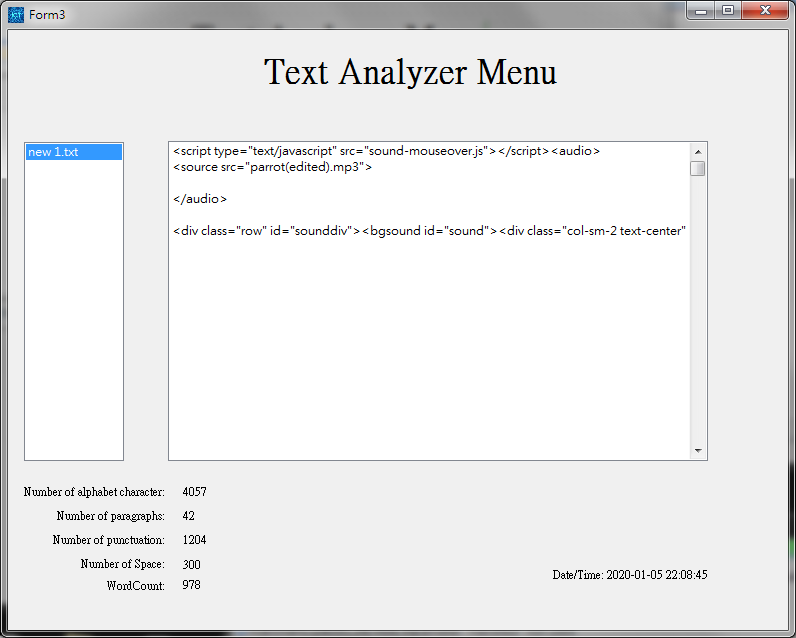 Form3
Text Analyzer Menu
new 1.txt
<script type="text/javascript" src="sound-mouseover.js"></script><audio>
<source src="parrot(edited).mp3">
</audio>
<div class="row" id="sounddiv"><bgsound id="sound"><div class="col-sm-2 text-center"
Number of alphabet character: 4057
Number of paragraphs: 42
Number of punctuation: 1204
Number of Space: 300
WordCount: 978
Date/Time: 2020-01-05 22:08:45